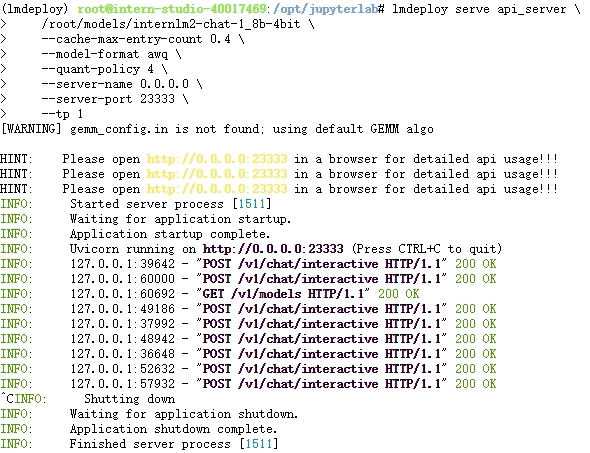 (lmdeploy) root@intern-studio-40017469:/opt/jupyterlab# lmdeploy serve api_server \
>     /root/models/internlm2-chat-1_8b-4bit \
>     --cache-max-entry-count 0.4 \
>     --model-format awq \
>     --quant-policy 4 \
>     --server-name 0.0.0.0 \
>     --server-port 23333 \
>     --tp 1
[WARNING] gemm_config.in is not found; using default GEMM algo
HINT:    Please open http://0.0.0.0:23333 in a browser for detailed api usage!!!
HINT:    Please open http://0.0.0.0:23333 in a browser for detailed api usage!!!
HINT:    Please open http://0.0.0.0:23333 in a browser for detailed api usage!!!
INFO:     Started server process [1511]
INFO:     Waiting for application startup.
INFO:     Application startup complete.
INFO:     Uvicorn running on http://0.0.0.0:23333 (Press CTRL+C to quit)
INFO:     127.0.0.1:39642 - "POST /v1/chat/interactive HTTP/1.1" 200 OK
INFO:     127.0.0.1:60000 - "POST /v1/chat/interactive HTTP/1.1" 200 OK
INFO:     127.0.0.1:60692 - "GET /v1/models HTTP/1.1" 200 OK
INFO:     127.0.0.1:49186 - "POST /v1/chat/interactive HTTP/1.1" 200 OK
INFO:     127.0.0.1:37992 - "POST /v1/chat/interactive HTTP/1.1" 200 OK
INFO:     127.0.0.1:48942 - "POST /v1/chat/interactive HTTP/1.1" 200 OK
INFO:     127.0.0.1:36648 - "POST /v1/chat/interactive HTTP/1.1" 200 OK
INFO:     127.0.0.1:52632 - "POST /v1/chat/interactive HTTP/1.1" 200 OK
INFO:     127.0.0.1:57932 - "POST /v1/chat/interactive HTTP/1.1" 200 OK
^CINFO:     Shutting down
INFO:     Waiting for application shutdown.
INFO:     Application shutdown complete.
INFO:     Finished server process [1511]